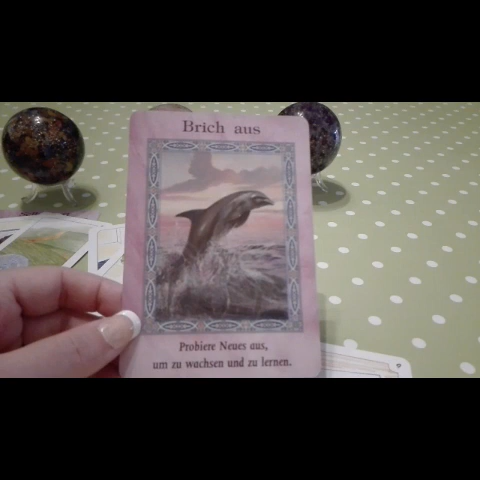 Brich aus
Probiere Neues aus,
um zu wachsen und zu lernen.